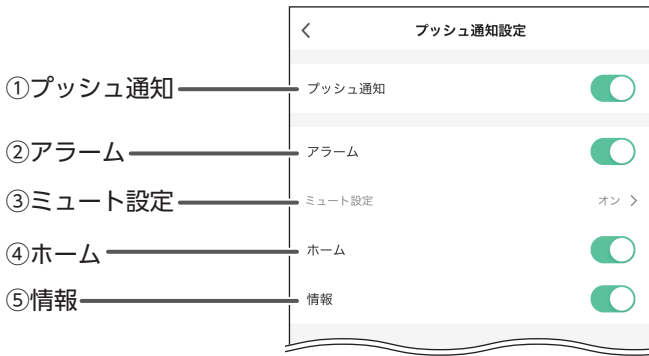 プッシュ通知設定
①プッシュ通知
プッシュ通知
②アラーム
アラーム
③ミュート設定
ミュート設定 オン
④ホーム
ホーム
⑤情報
情報